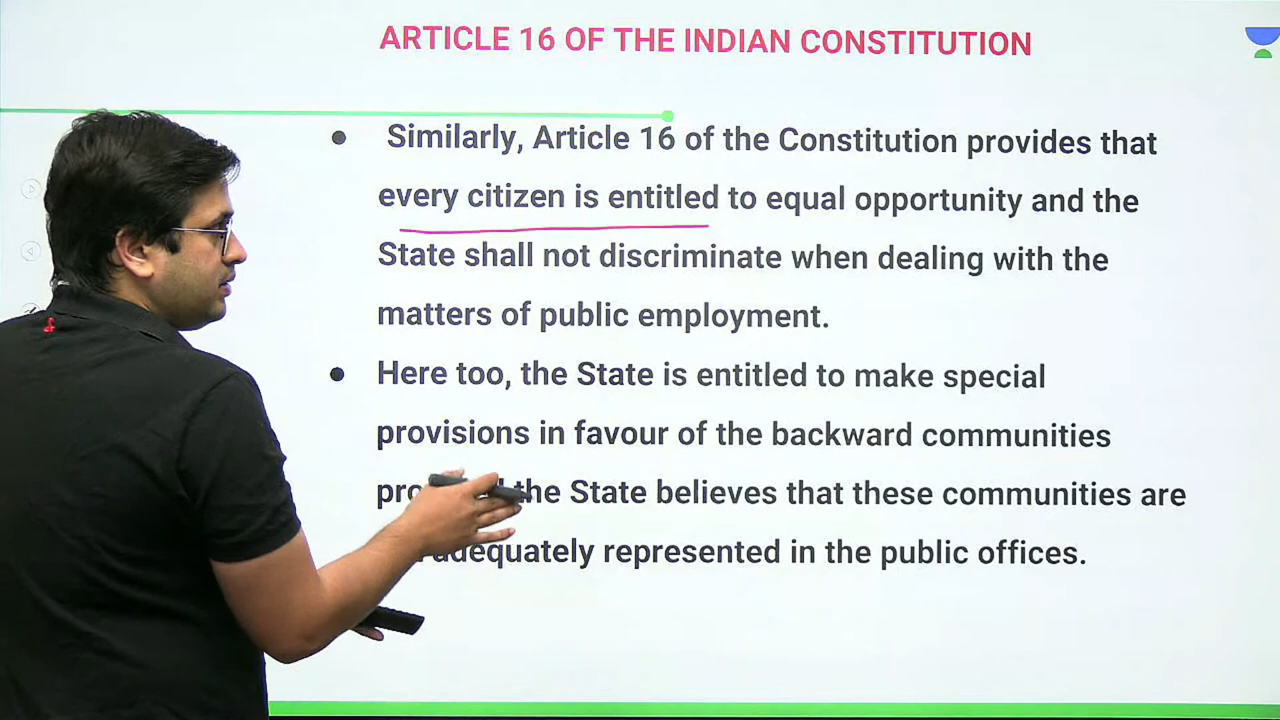 ARTICLE 16 OF THE INDIAN CONSTITUTION
● Similarly, Article 16 of the Constitution provides that
every citizen is entitled to equal opportunity and the
State shall not discriminate when dealing with the
matters of public employment.
● Here too, the State is entitled to make special
provisions in favour of the backward communities
the State believes that these communities are
represented in the public offices.